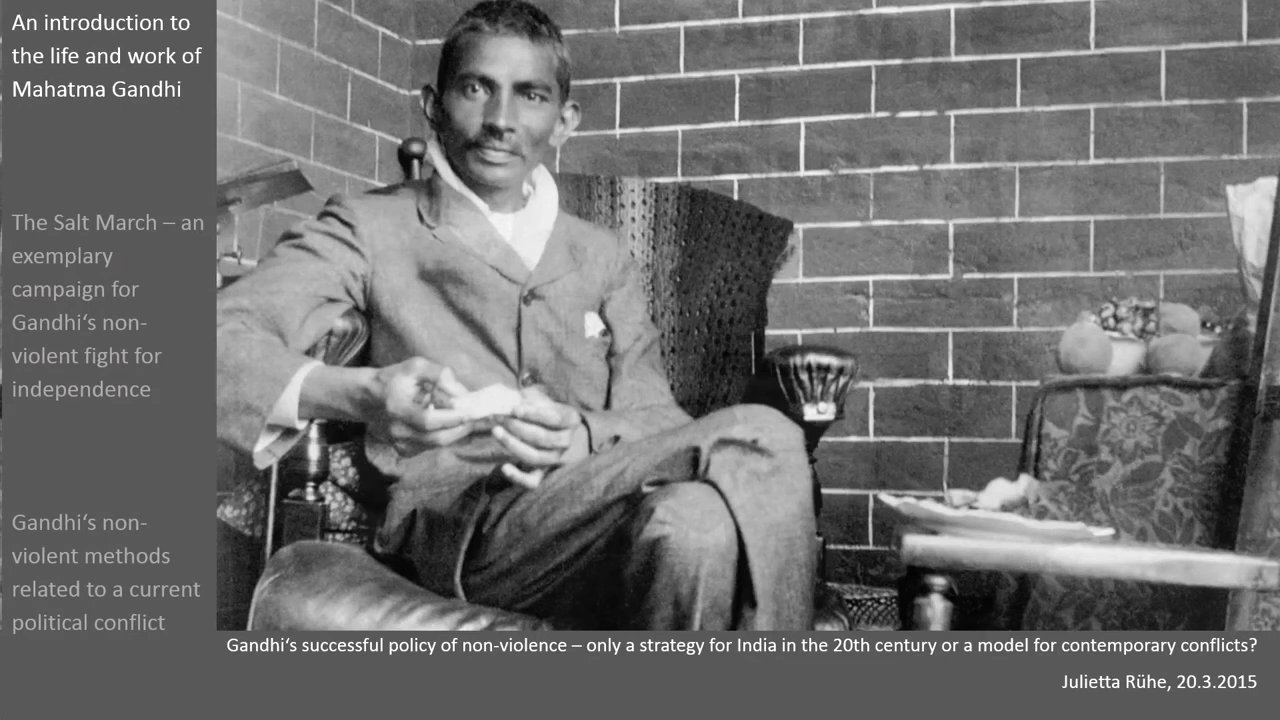 An introduction to
the life and work of
Mahatma Gandhi
The Salt March – an
exemplary
campaign for
Gandhi‘s non-
violent fight for
independence
Gandhi‘s non-
violent methods
related to a current
political conflict
Gandhi‘s successful policy of non-violence – only a strategy for India in the 20th century or a model for contemporary conflicts?
Julietta Rühe, 20.3.2015